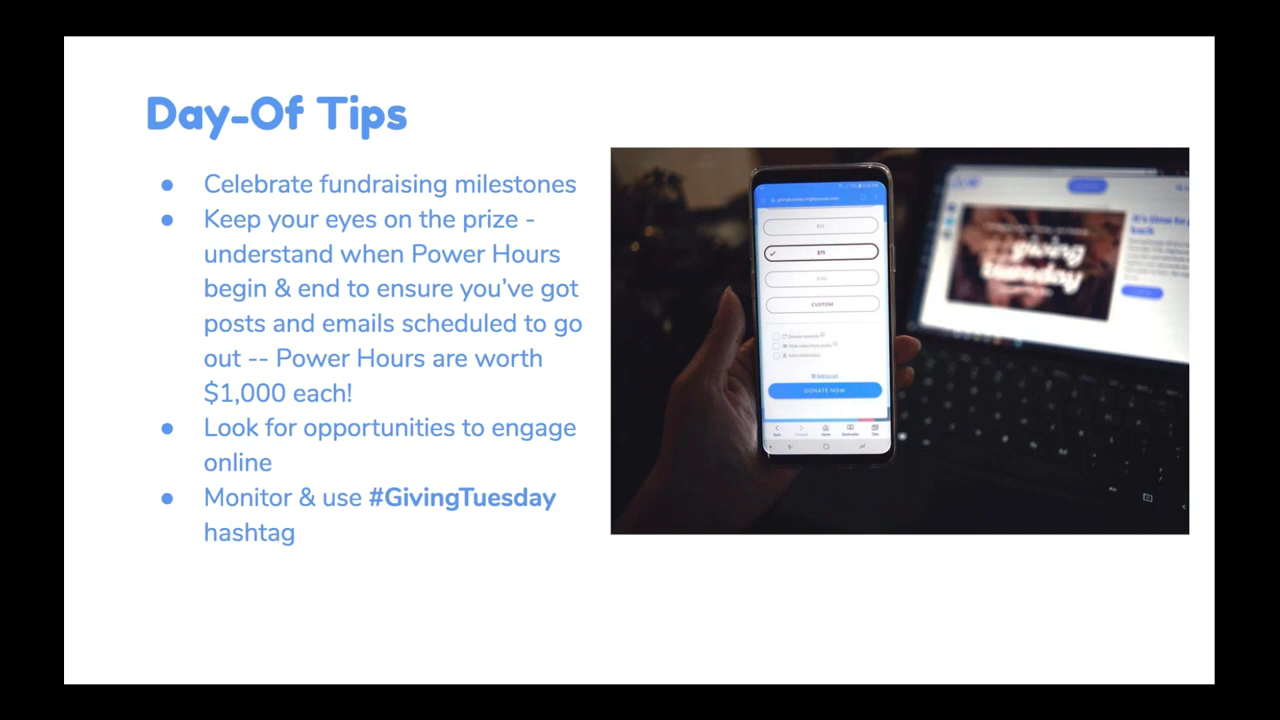 Day-Of Tips
● Celebrate fundraising milestones
● Keep your eyes on the prize -
understand when Power Hours
begin & end to ensure you’ve got
posts and emails scheduled to go
out -- Power Hours are worth
$1,000 each!
● Look for opportunities to engage
online
● Monitor & use #GivingTuesday
hashtag
$75
CUSTOM
DONATE NOW
giving
tuesday